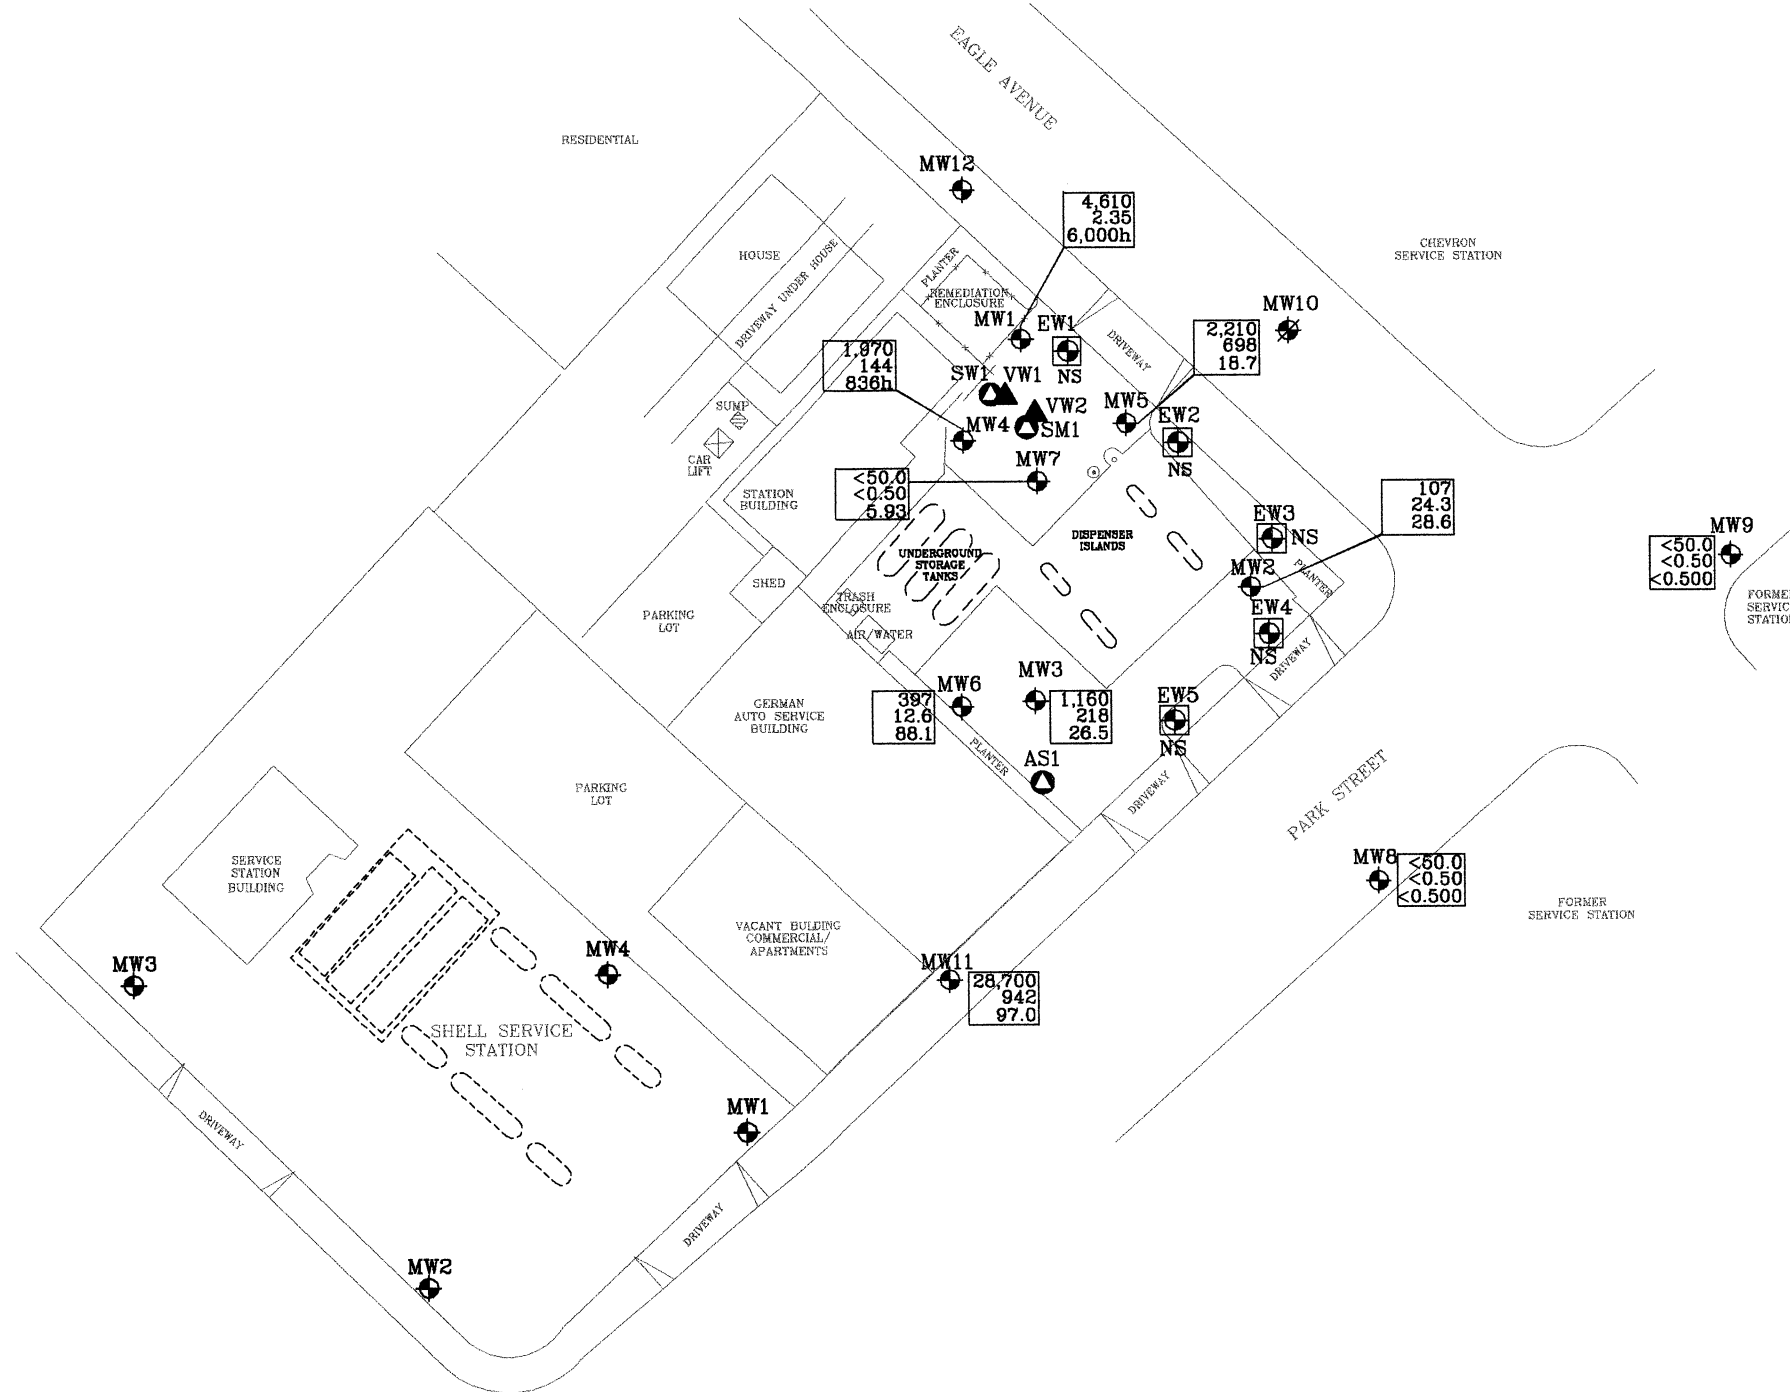 EAGLE AVENUE
RESIDENTIAL
MW12
4,610
2.35
6,000h
HOUSE
DRIVEWAY UNDER HOUSE
PLANTER
REMEDIATION
ENCLOSURE
CHEVRON
SERVICE STATION
MW1
EW1
NS
DRIVEWAY
MW10
2,210
698
18.7
1,970
144
836h
SW1
VW1
VW2
SM1
MW4
MW5
EW2
NS
SUMP
CAR
LIFT
MW7
<50.0
<0.50
5.93
STATION
BUILDING
107
24.3
28.6
EW3
NS
DISPENSER
ISLANDS
UNDERGROUND
STORAGE
TANKS
MW2
PLANTER
MW9
<50.0
<0.50
<0.500
SHED
TRASH
ENCLOSURE
AIR/WATER
PARKING
LOT
EW4
NS
DRIVEWAY
FORME
SERVIC
STATIO
MW6
397
12.6
88.1
MW3
1,160
218
26.5
EW5
NS
GERMAN
AUTO SERVICE
BUILDING
PLANTER
AS1
DRIVEWAY
PARK STREET
PARKING
LOT
SERVICE
STATION
BUILDING
MW8
<50.0
<0.50
<0.500
FORMER
SERVICE STATION
VACANT BULDING
COMMERCIAL/
APARTMENTS
MW3
MW4
MW11
28,700
942
97.0
SHELL SERVICE
STATION
MW1
DRIVEWAY
DRIVEWAY
MW2